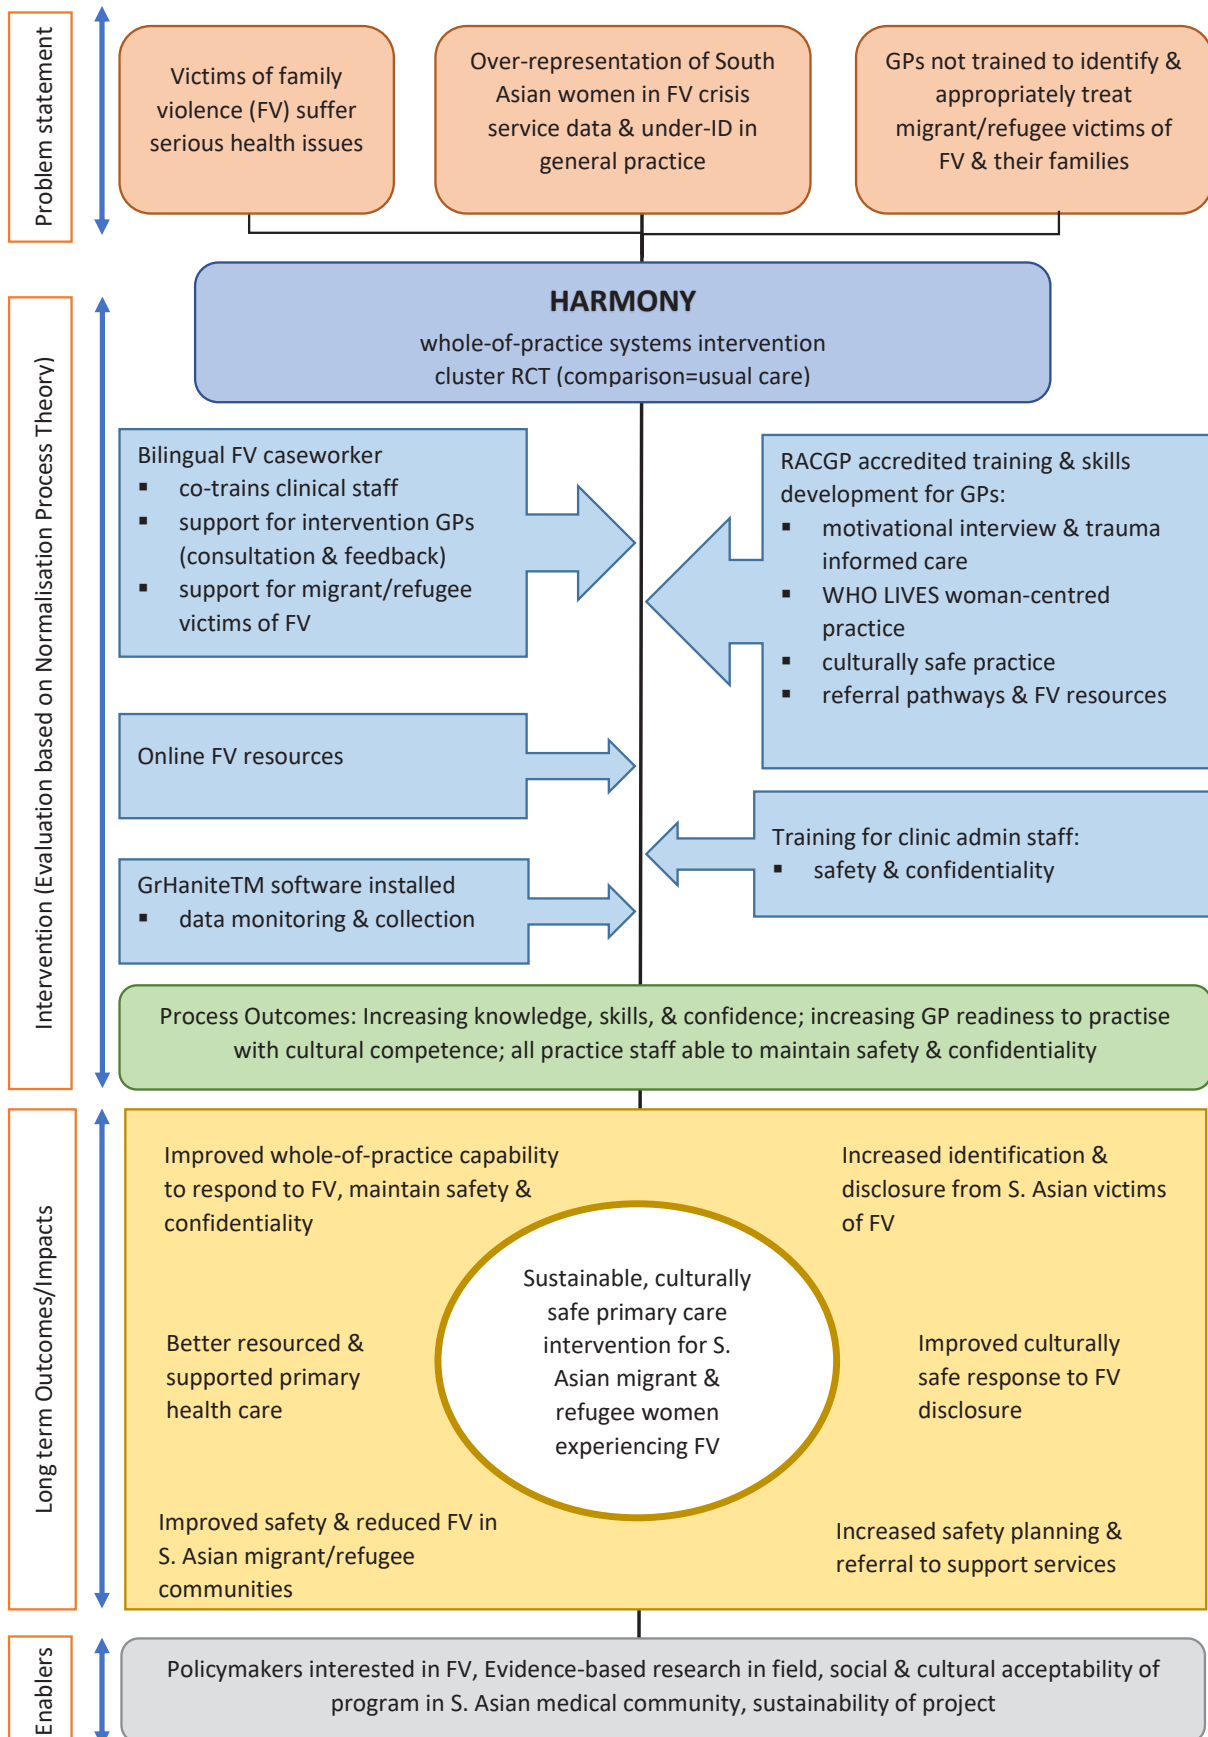 Problem statement
Victims of family
violence (FV) suffer
serious health issues
Over-representation of South
Asian women in FV crisis
service data & under-ID in
general practice
GPs not trained to identify &
appropriately treat
migrant/refugee victims of
FV & their families
Intervention (Evaluation based on Normalisation Process Theory)
HARMONY
whole-of-practice systems intervention
cluster RCT (comparison=usual care)
Bilingual FV caseworker
▪ co-trains clinical staff
▪ support for intervention GPs
(consultation & feedback)
▪ support for migrant/refugee
victims of FV
RACGP accredited training & skills
development for GPs:
▪ motivational interview & trauma
informed care
▪ WHO LIVES woman-centred
practice
▪ culturally safe practice
▪ referral pathways & FV resources
Online FV resources
Training for clinic admin staff:
▪ safety & confidentiality
GrHaniteTM software installed
▪ data monitoring & collection
Process Outcomes: Increasing knowledge, skills, & confidence; increasing GP readiness to practise
with cultural competence; all practice staff able to maintain safety & confidentiality
Long term Outcomes/Impacts
Improved whole-of-practice capability
to respond to FV, maintain safety &
confidentiality
Increased identification &
disclosure from S. Asian victims
of FV
Better resourced &
supported primary
health care
Sustainable, culturally
safe primary care
intervention for S.
Asian migrant &
refugee women
experiencing FV
Improved culturally
safe response to FV
disclosure
Improved safety & reduced FV in
S. Asian migrant/refugee
communities
Increased safety planning &
referral to support services
Enablers
Policymakers interested in FV, Evidence-based research in field, social & cultural acceptability of
program in S. Asian medical community, sustainability of project